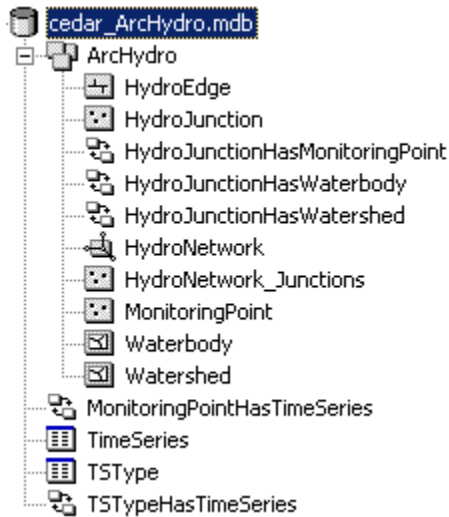 cedar_ArcHydro.mdb
ArcHydro
HydroEdge
HydroJunction
HydroJunctionHasMonitoringPoint
HydroJunctionHasWaterbody
HydroJunctionHasWatershed
HydroNetwork
HydroNetwork_Junctions
MonitoringPoint
Waterbody
Watershed
MonitoringPointHasTimeSeries
TimeSeries
TSType
TSTypeHasTimeSeries